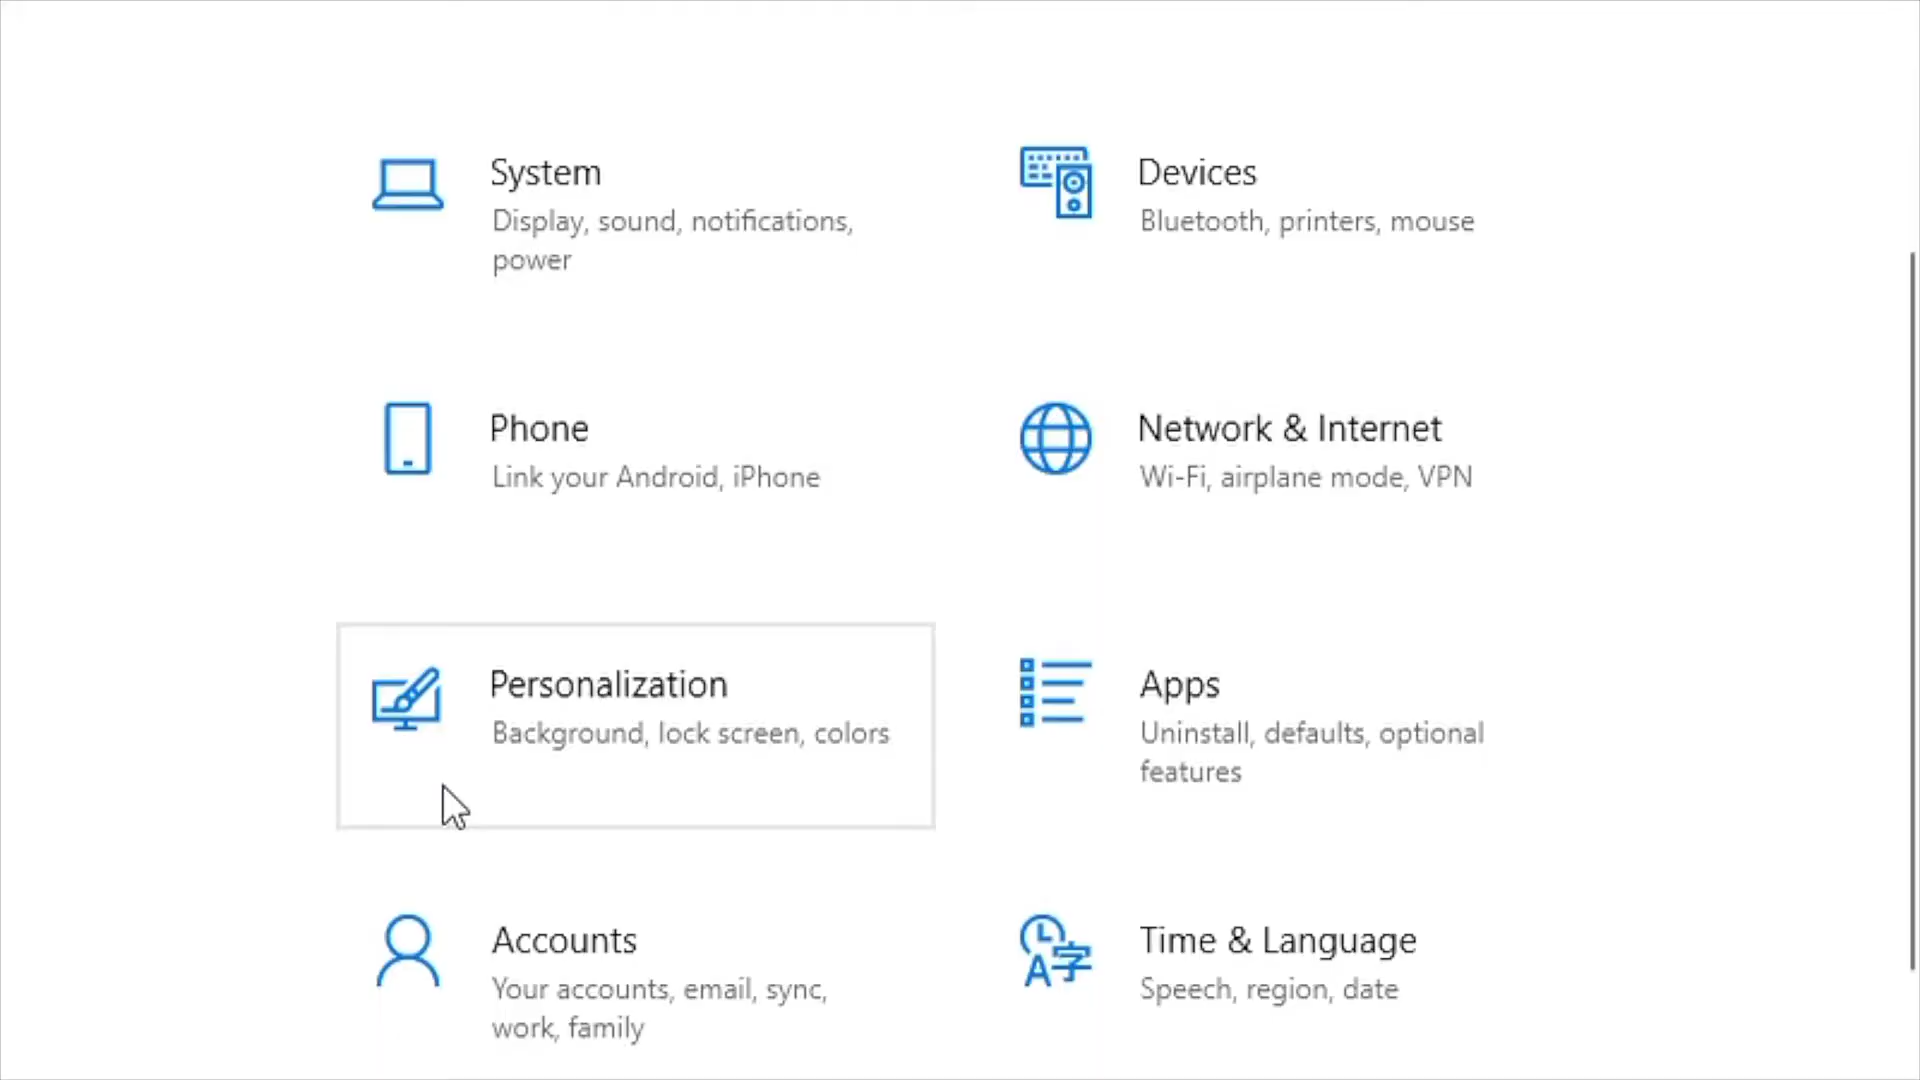 System
Display, sound, notifications,
power
Devices
Bluetooth, printers, mouse
Phone
Link your Android, iPhone
Network & Internet
Wi-Fi, airplane mode, VPN
Personalization
Background, lock screen, colors
Apps
Uninstall, defaults, optional
features
Accounts
Your accounts, email, sync,
work, family
A字
Time & Language
Speech, region, date